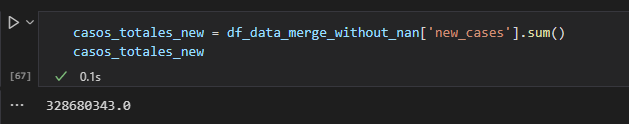 casos_totales_new = df_data_merge_without_nan['new_cases'].sum()
casos_totales_new
[67]
0.1s
328680343.0